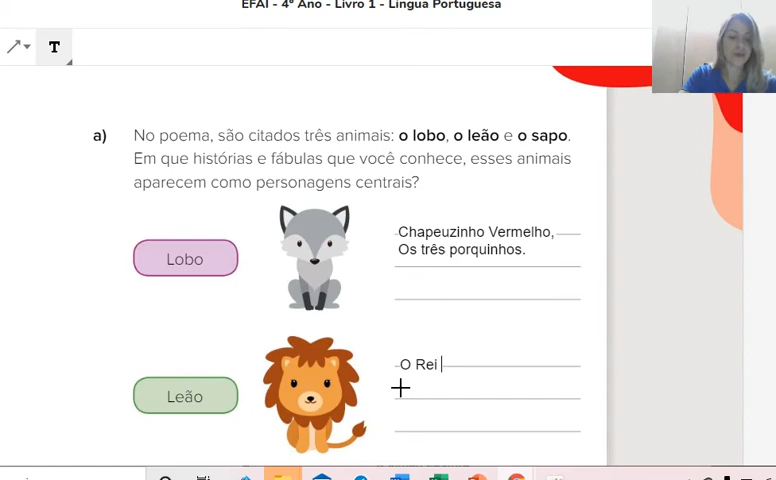 EFAI - 4º Ano - Livro 1 - Língua Portuguesa
T
a) No poema, são citados três animais: o lobo, o leão e o sapo.
Em que histórias e fábulas que você conhece, esses animais
aparecem como personagens centrais?
Lobo
Chapeuzinho Vermelho,
Os três porquinhos.
O Rei
Leão